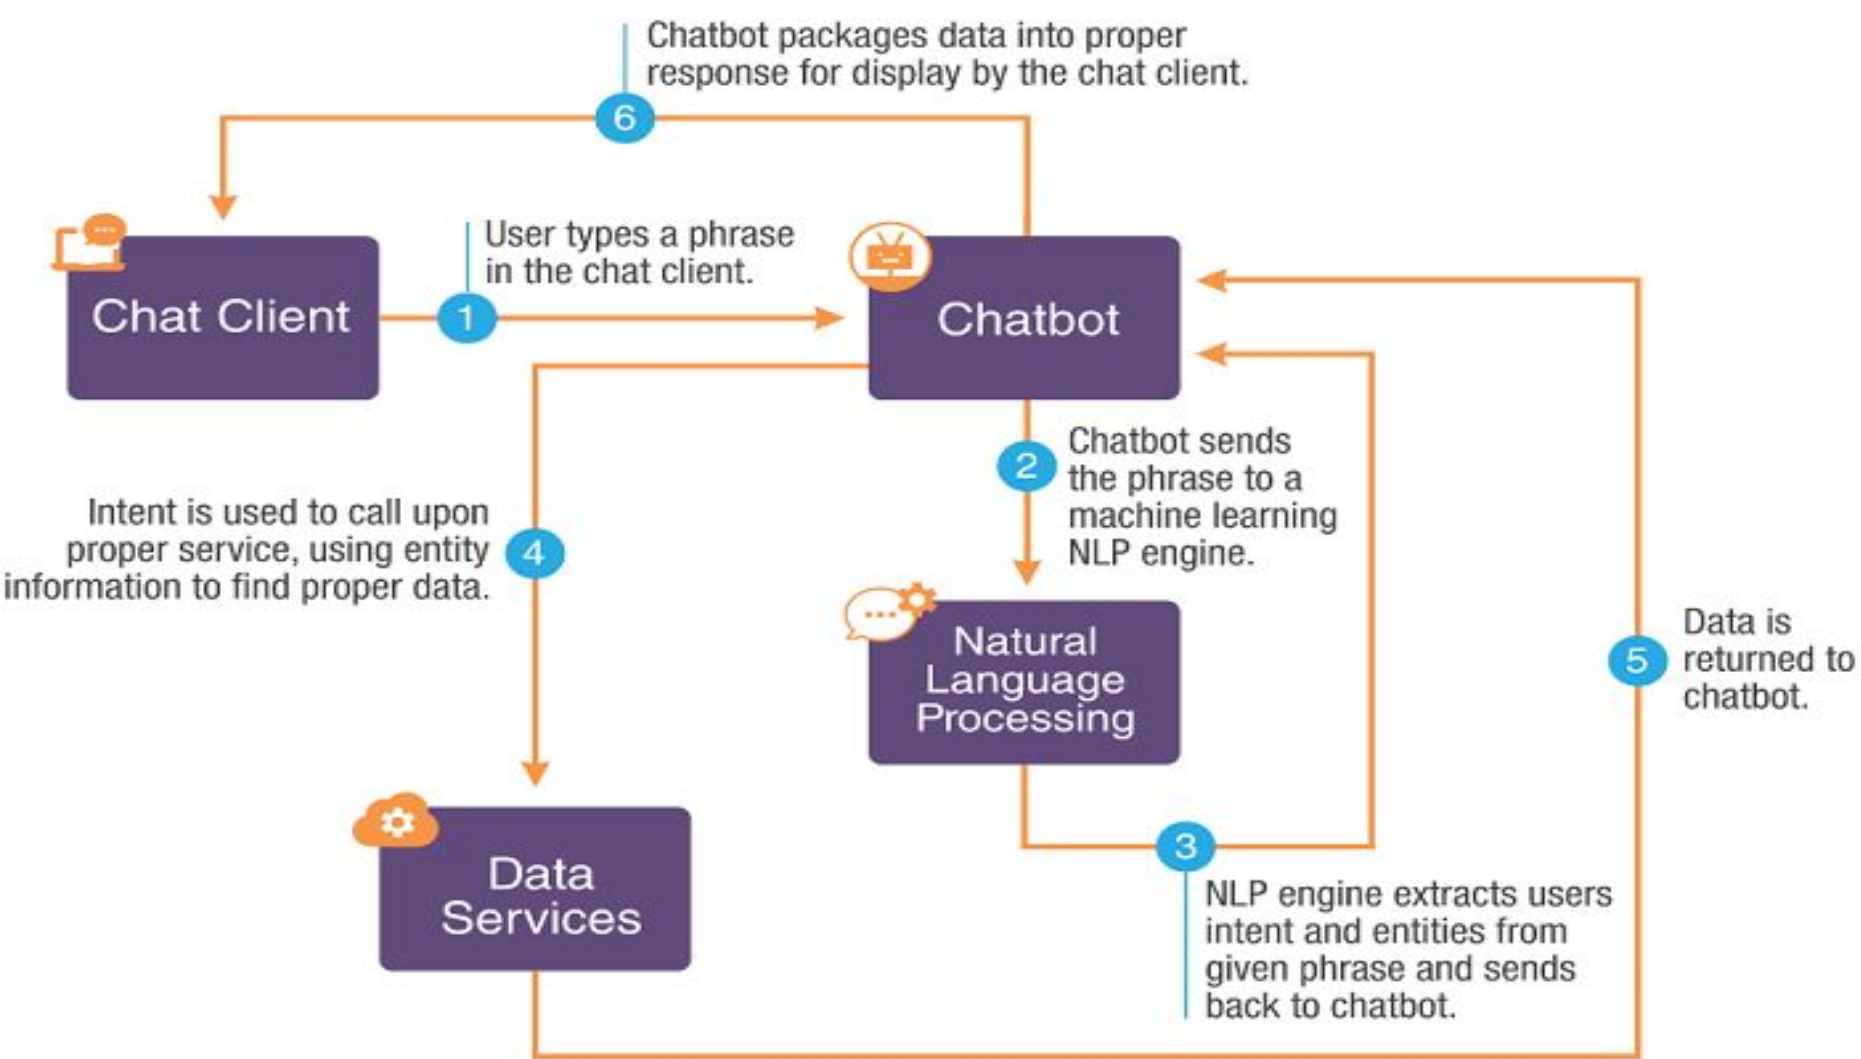 Chatbot packages data into proper
response for display by the chat client.
6
User types a phrase
in the chat client.
Chat Client
1
Chatbot
2
Chatbot sends
the phrase to a
machine learning
NLP engine.
Intent is used to call upon
proper service, using entity
information to find proper data.
4
Natural
Language
Processing
5
Data is
returned to
chatbot.
Data
Services
3
NLP engine extracts users
intent and entities from
given phrase and sends
back to chatbot.